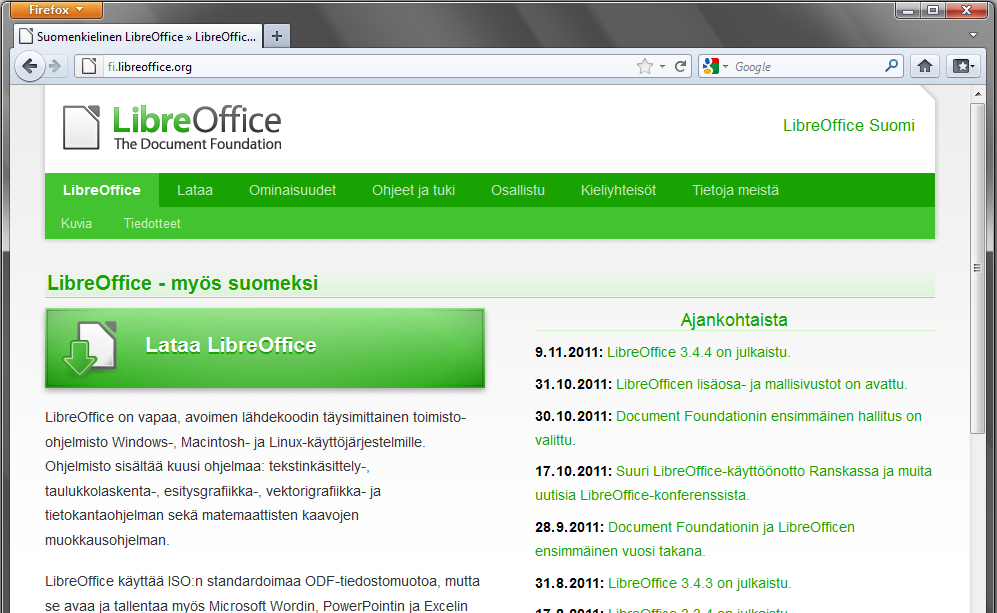 Firefox
Suomenkielinen LibreOffice » LibreOffic...
fi.libreoffice.org
Google
LibreOffice
The Document Foundation
LibreOffice Suomi
LibreOffice Lataa Ominaisuudet Ohjeet ja tuki Osallistu Kieliyhteisöt Tietoja meistä
Kuvia Tiedotteet
LibreOffice - myös suomeksi
Lataa LibreOffice
LibreOffice on vapaa, avoimen lähdekoodin täysimittainen toimisto-
ohjelmisto Windows-, Macintosh- ja Linux-käyttöjärjestelmille.
Ohjelmisto sisältää kuusi ohjelmaa: tekstinkäsittely-,
taulukkolaskenta-, esitysgrafiikka-, vektorigrafiikka- ja
tietokantaohjelman sekä matemaattisten kaavojen
muokkausohjelman.
LibreOffice käyttää ISO:n standardoimaa ODF-tiedostomuotoa, mutta
se avaa ja tallentaa myös Microsoft Wordin, PowerPointin ja Excelin
Ajankohtaista
9.11.2011: LibreOffice 3.4.4 on julkaistu.
31.10.2011: LibreOfficen lisäosa- ja mallisivustot on avattu.
30.10.2011: Document Foundationin ensimmäinen hallitus on
valittu.
17.10.2011: Suuri LibreOffice-käyttöönotto Ranskassa ja muita
uutisia LibreOffice-konferenssista.
28.9.2011: Document Foundationin ja LibreOfficen
ensimmäinen vuosi takana.
31.8.2011: LibreOffice 3.4.3 on julkaistu.